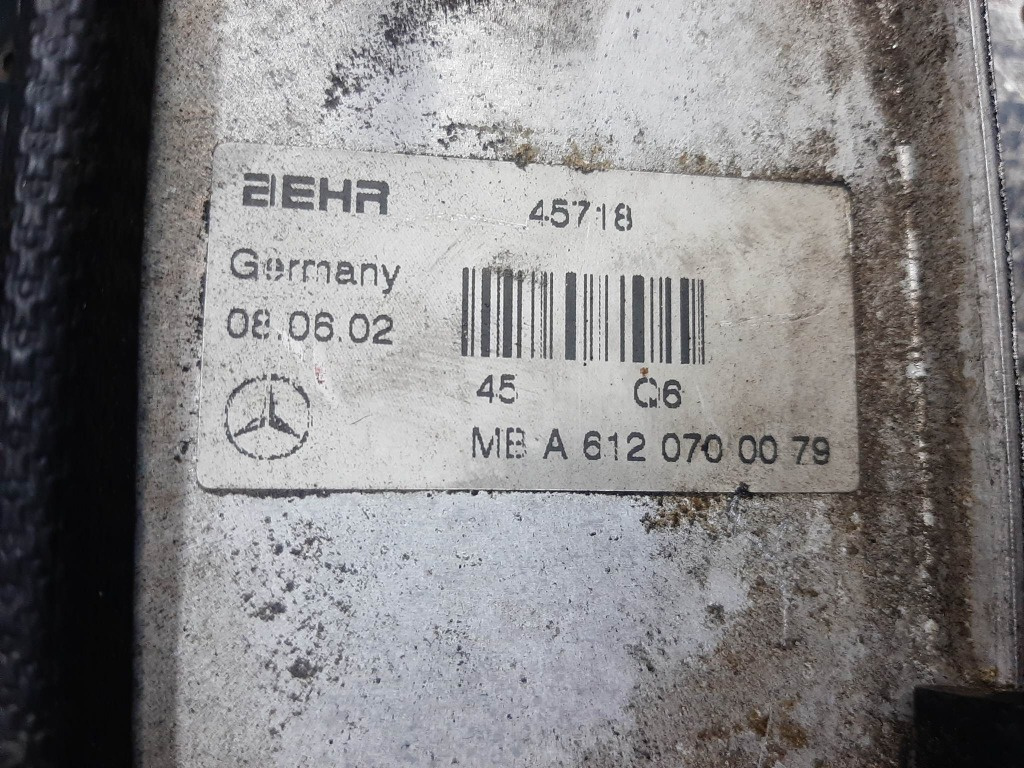 BEHR 45718
Germany
08.06.02
45 Q6
MB A 612 070 00 79